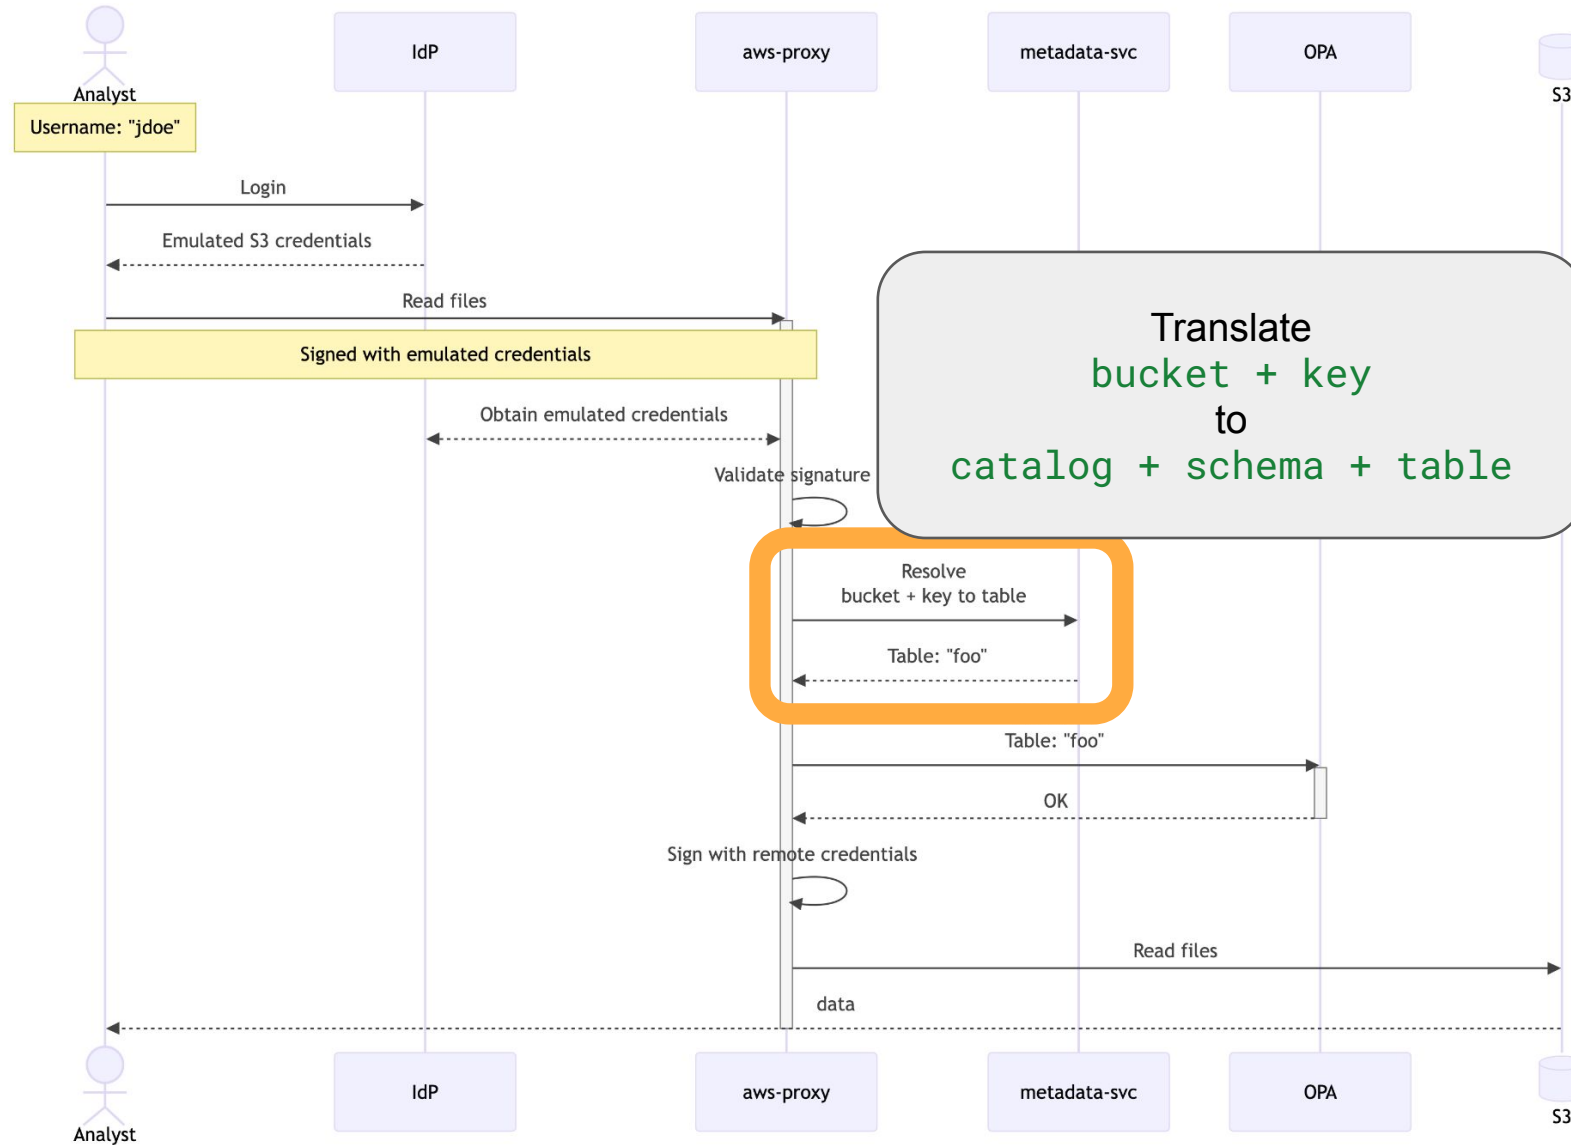 IdP
aws-proxy
metadata-svc
OPA
Analyst
S3
Username: "jdoe"
Login
Emulated S3 credentials
Read files
Signed with emulated credentials
Translate
bucket + key
to
catalog + schema + table
Obtain emulated credentials
Validate signature
Resolve
bucket + key to table
Table: "foo"
Table: "foo"
OK
Sign with remote credentials
Read files
data
IdP
aws-proxy
metadata-svc
OPA
S3
Analyst